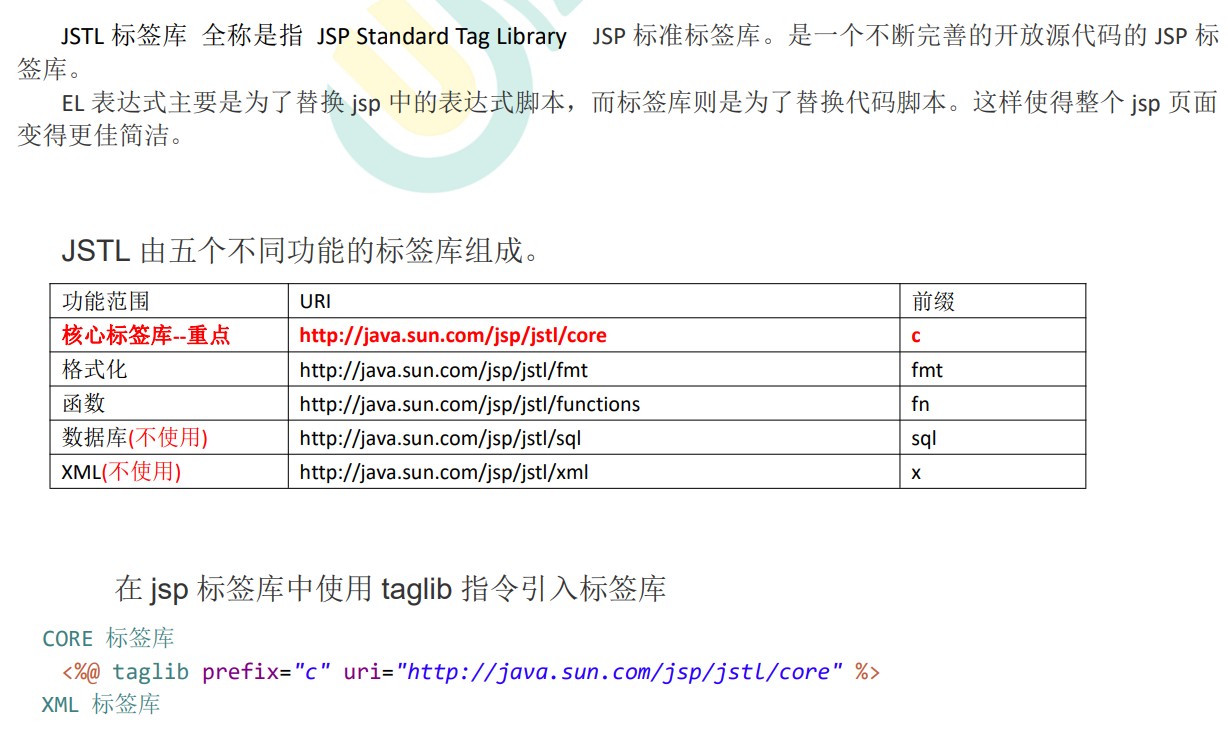 JSTL 标签库 全称是指 JSP Standard Tag Library JSP 标准标签库。是一个不断完善的开放源代码的 JSP 标
签库。
EL 表达式主要是为了替换 jsp 中的表达式脚本，而标签库则是为了替换代码脚本。这样使得整个 jsp 页面
变得更佳简洁。
JSTL 由五个不同功能的标签库组成。
功能范围 URI 前缀
核心标签库--重点 http://java.sun.com/jsp/jstl/core c
格式化 http://java.sun.com/jsp/jstl/fmt fmt
函数 http://java.sun.com/jsp/jstl/functions fn
数据库(不使用) http://java.sun.com/jsp/jstl/sql sql
XML(不使用) http://java.sun.com/jsp/jstl/xml x
在 jsp 标签库中使用 taglib 指令引入标签库
CORE 标签库
<%@ taglib prefix="c" uri="http://java.sun.com/jsp/jstl/core" %>
XML 标签库